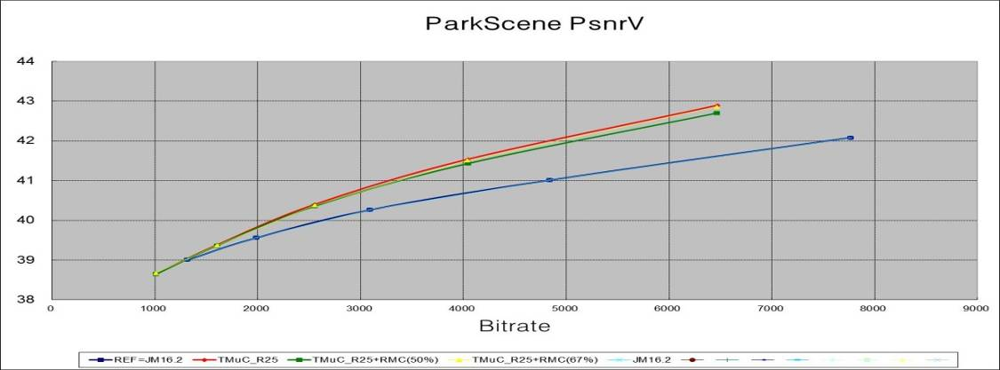 ParkScene PsnrV
44
43
42
41
40
39
38
0 1000 2000 3000 4000 5000 6000 7000 8000 9000
Bitrate
REF=JM16.2 TMuC_R25 TMuC_R25+RMC(50%) TMuC_R25+RMC(67%) JM16.2